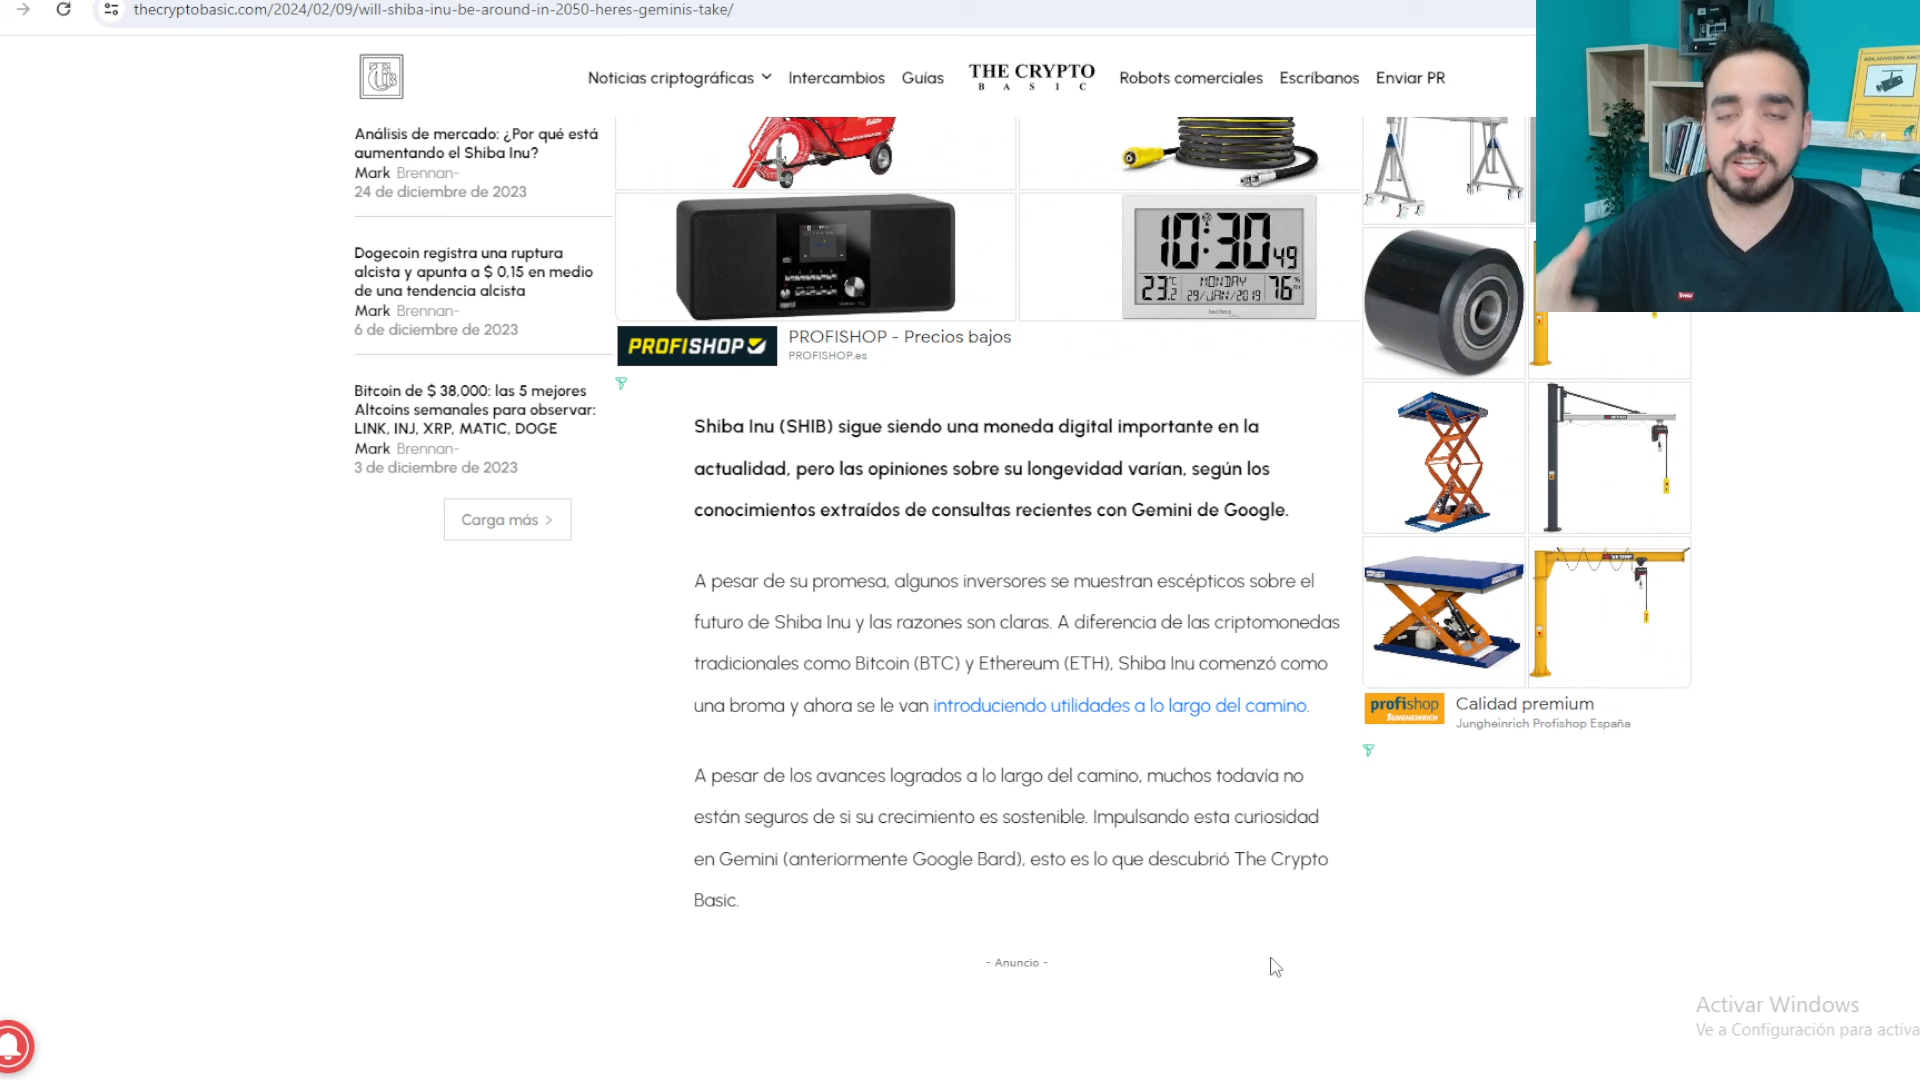 thecryptobasic.com/2024/02/09/will-shiba-inu-be-around-in-2050-heres-geminis-take/
Noticias criptográficas
Intercambios
Guías
THE CRYPTO
BASIC
Robots comerciales
Escríbanos
Enviar PR
Análisis de mercado: ¿Por qué está
aumentando el Shiba Inu?
Mark Brennan-
24 de diciembre de 2023
Dogecoin registra una ruptura
alcista y apunta a $ 0,15 en medio
de una tendencia alcista
Mark Brennan-
6 de diciembre de 2023
Bitcoin de $ 38,000: las 5 mejores
Altcoins semanales para observar:
LINK, INJ, XRP, MATIC, DOGE
Mark Brennan-
3 de diciembre de 2023
Carga más >
10:30 49
23.2 °C
MONDAY
29/JAN/2019
76%
PROFISHOP
PROFISHOP - Precios bajos
PROFISHOP.es
Shiba Inu (SHIB) sigue siendo una moneda digital importante en la
actualidad, pero las opiniones sobre su longevidad varían, según los
conocimientos extraídos de consultas recientes con Gemini de Google.
A pesar de su promesa, algunos inversores se muestran escépticos sobre el
futuro de Shiba Inu y las razones son claras. A diferencia de las criptomonedas
tradicionales como Bitcoin (BTC) y Ethereum (ETH), Shiba Inu comenzó como
una broma y ahora se le van introduciendo utilidades a lo largo del camino.
A pesar de los avances logrados a lo largo del camino, muchos todavía no
están seguros de si su crecimiento es sostenible. Impulsando esta curiosidad
en Gemini (anteriormente Google Bard), esto es lo que descubrió The Crypto
Basic.
- Anuncio -
profishop
JUNGHEINRICH
Calidad premium
Jungheinrich Profishop España
Activar Windows
Ve a Configuración para activa